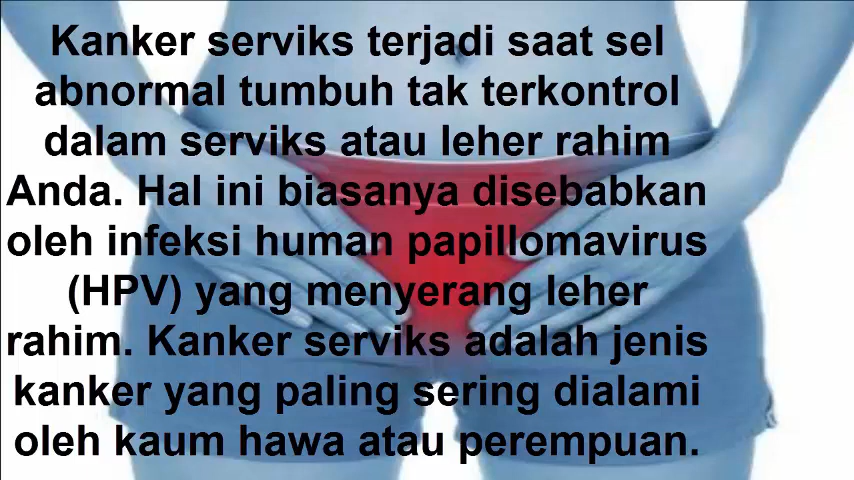 Kanker serviks terjadi saat sel
abnormal tumbuh tak terkontrol
dalam serviks atau leher rahim
Anda. Hal ini biasanya disebabkan
oleh infeksi human papillomavirus
(HPV) yang menyerang leher
rahim. Kanker serviks adalah jenis
kanker yang paling sering dialami
oleh kaum hawa atau perempuan.